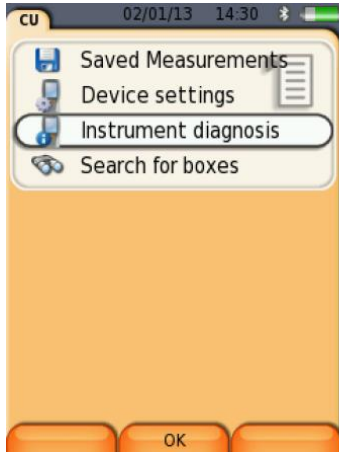 CU 02/01/13 14:30
Saved Measurements
Device settings
Instrument diagnosis
Search for boxes
OK